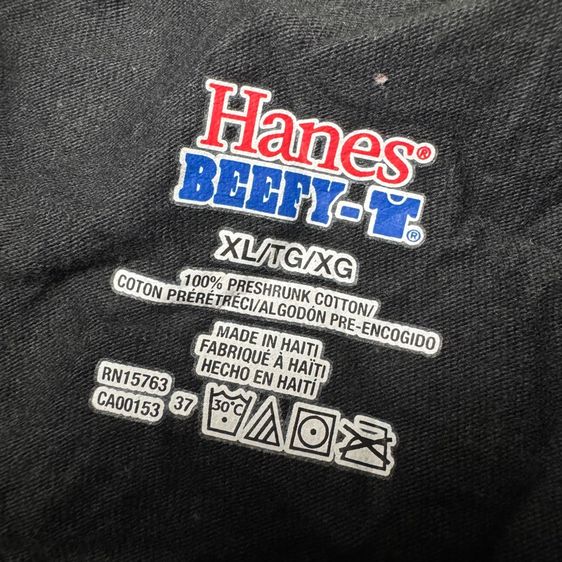 Hanes®
BEEFY-T®
XL/TG/XG
100% PRESHRUNK COTTON/
COTON PRÉRÉTRÉCI/ALGODÓN PRE-ENCOGIDO
MADE IN HAITI
FABRIQUÉ À HAÏTI
HECHO EN HAITÍ
RN15763
CA00153 37
30°C